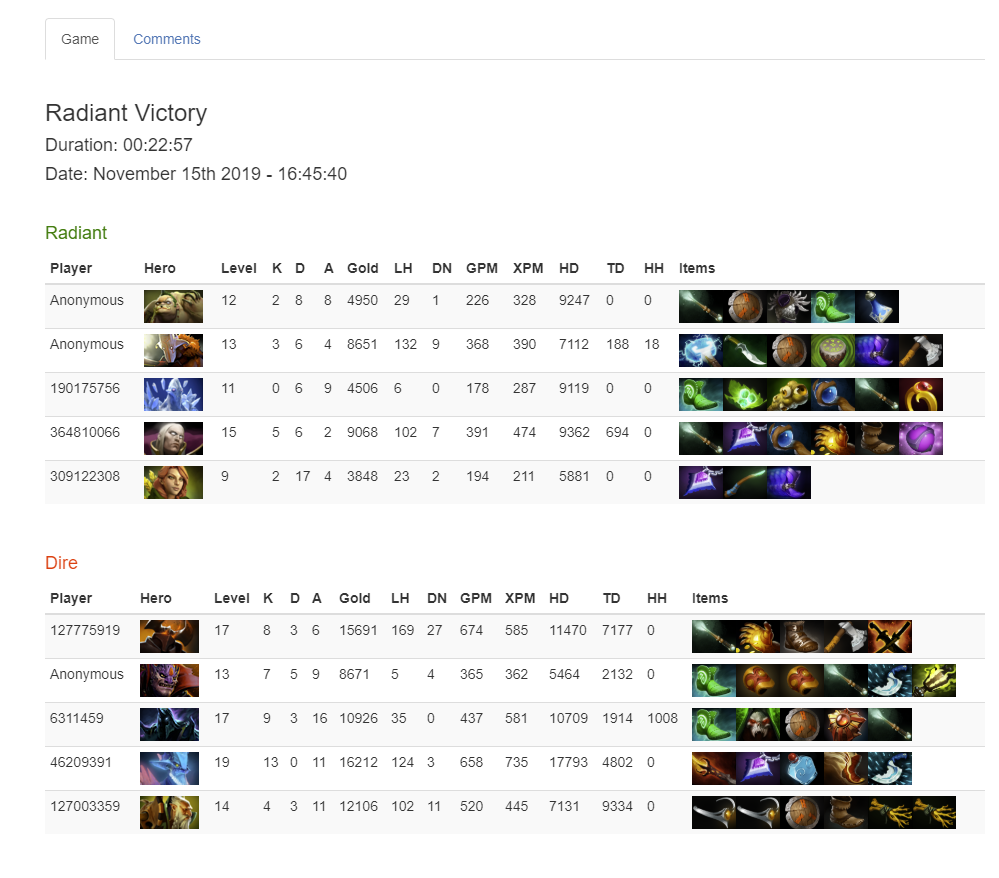 Game Comments
Radiant Victory
Duration: 00:22:57
Date: November 15th 2019 - 16:45:40
Radiant
Player Hero Level K D A Gold LH DN GPM XPM HD TD HH Items
Anonymous 12 2 8 8 4950 29 1 226 328 9247 0 0
Anonymous 13 3 6 4 8651 132 9 368 390 7112 188 18
190175756 11 0 6 9 4506 6 0 178 287 9119 0 0
364810066 15 5 6 2 9068 102 7 391 474 9362 694 0
309122308 9 2 17 4 3848 23 2 194 211 5881 0 0
Dire
Player Hero Level K D A Gold LH DN GPM XPM HD TD HH Items
127775919 17 8 3 6 15691 169 27 674 585 11470 7177 0
Anonymous 13 7 5 9 8671 5 4 365 362 5464 2132 0
6311459 17 9 3 16 10926 35 0 437 581 10709 1914 1008
46209391 19 13 0 11 16212 124 3 658 735 17793 4802 0
127003359 14 4 3 11 12106 102 11 520 445 7131 9334 0